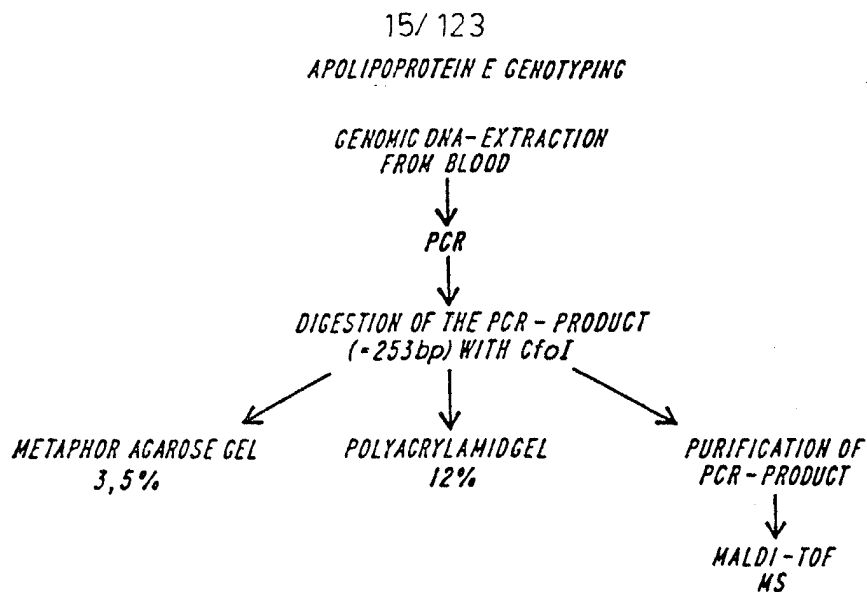 15/123
APOLIPOPROTEIN E GENOTYPING
GENOMIC DNA-EXTRACTION
FROM BLOOD
PCR
DIGESTION OF THE PCR-PRODUCT
(=253bp) WITH CfoI
METAPHOR AGAROSE GEL
3,5%
POLYACRYLAMIDGEL
12%
PURIFICATION OF
PCR-PRODUCT
MALDI-TOF
MS